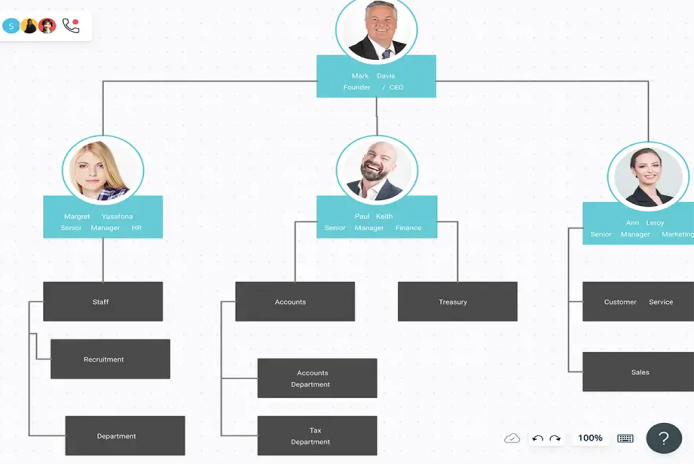 S
Mark Davis
Founder / CEO
Margret Yusafona
Senior Manager HR
Paul Keith
Senior Manager Finance
Ann Leroy
Senior Manager Marketing
Staff
Accounts
Treasury
Customer Service
Recruitment
Accounts
Department
Sales
Department
Tax
Department
100%
?